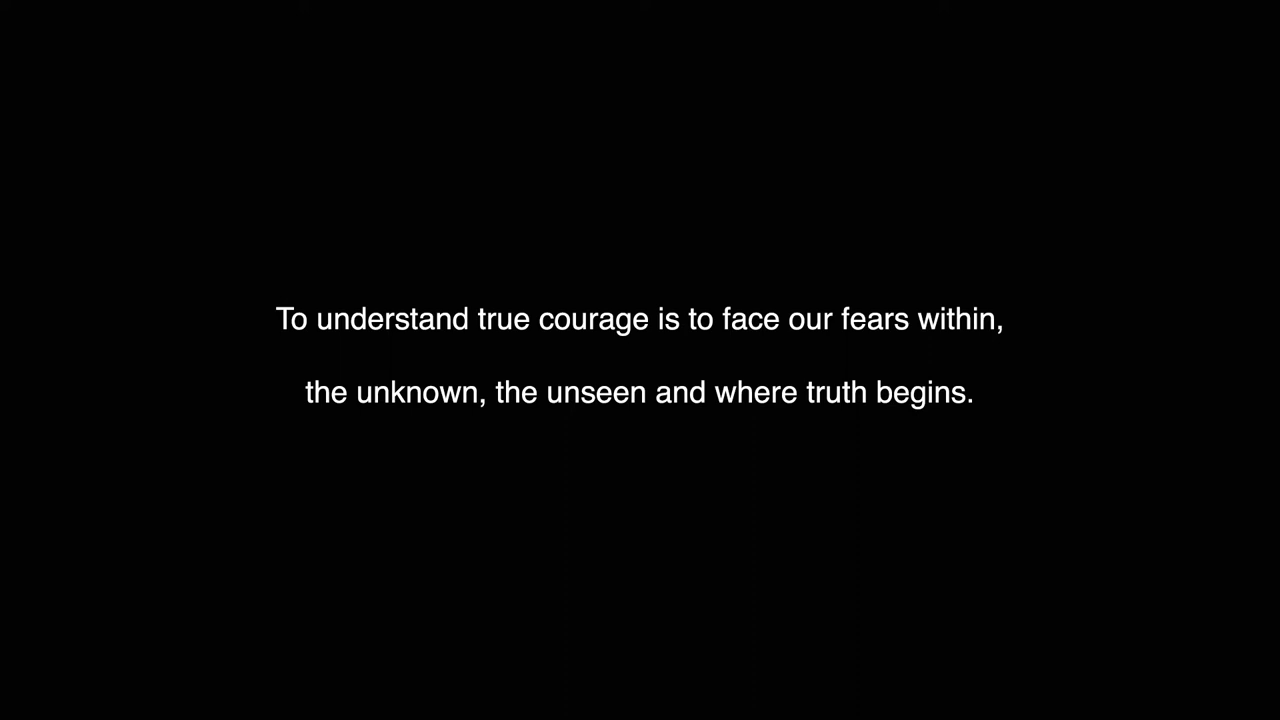 To understand true courage is to face our fears within,
the unknown, the unseen and where truth begins.